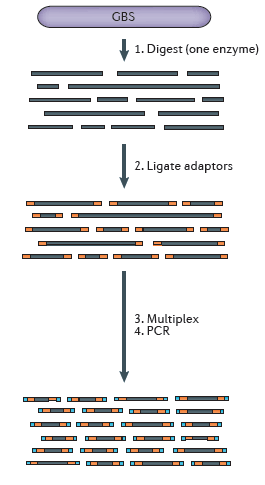 GBS
1. Digest (one enzyme)
2. Ligate adaptors
3. Multiplex
4. PCR